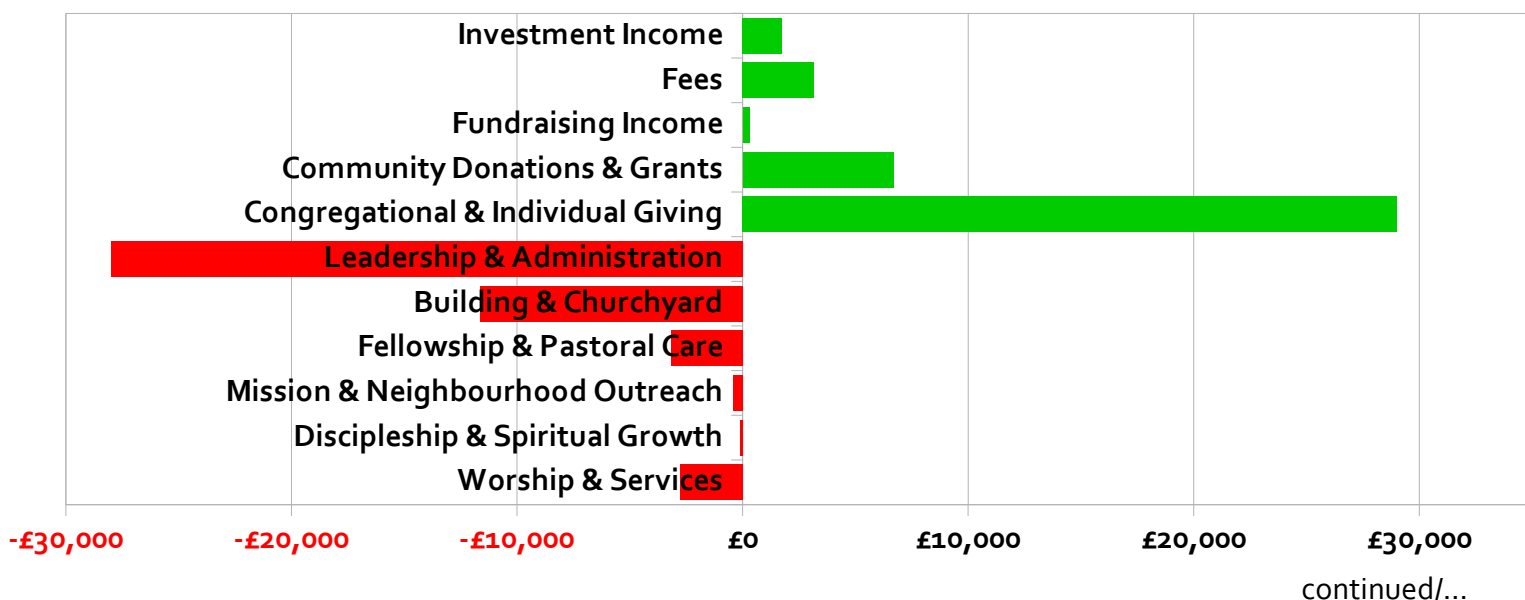 Investment Income
Fees
Fundraising Income
Community Donations & Grants
Congregational & Individual Giving
Leadership & Administration
Building & Churchyard
Fellowship & Pastoral Care
Mission & Neighbourhood Outreach
Discipleship & Spiritual Growth
Worship & Services
-£30,000 -£20,000 -£10,000 £0 £10,000 £20,000 £30,000
continued/...